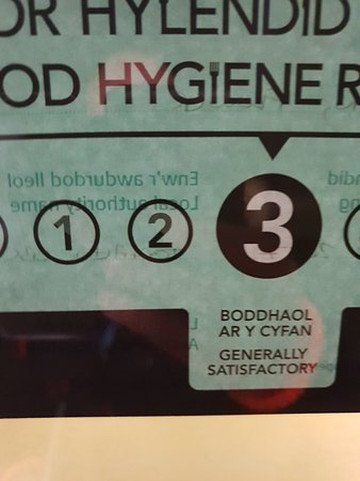 OR HYLENDID
OD HYGIENE R
Enw'r awdurdod lleol
Local authority name
1 2 3
BODDHAOL
AR Y CYFAN
GENERALLY
SATISFACTORY